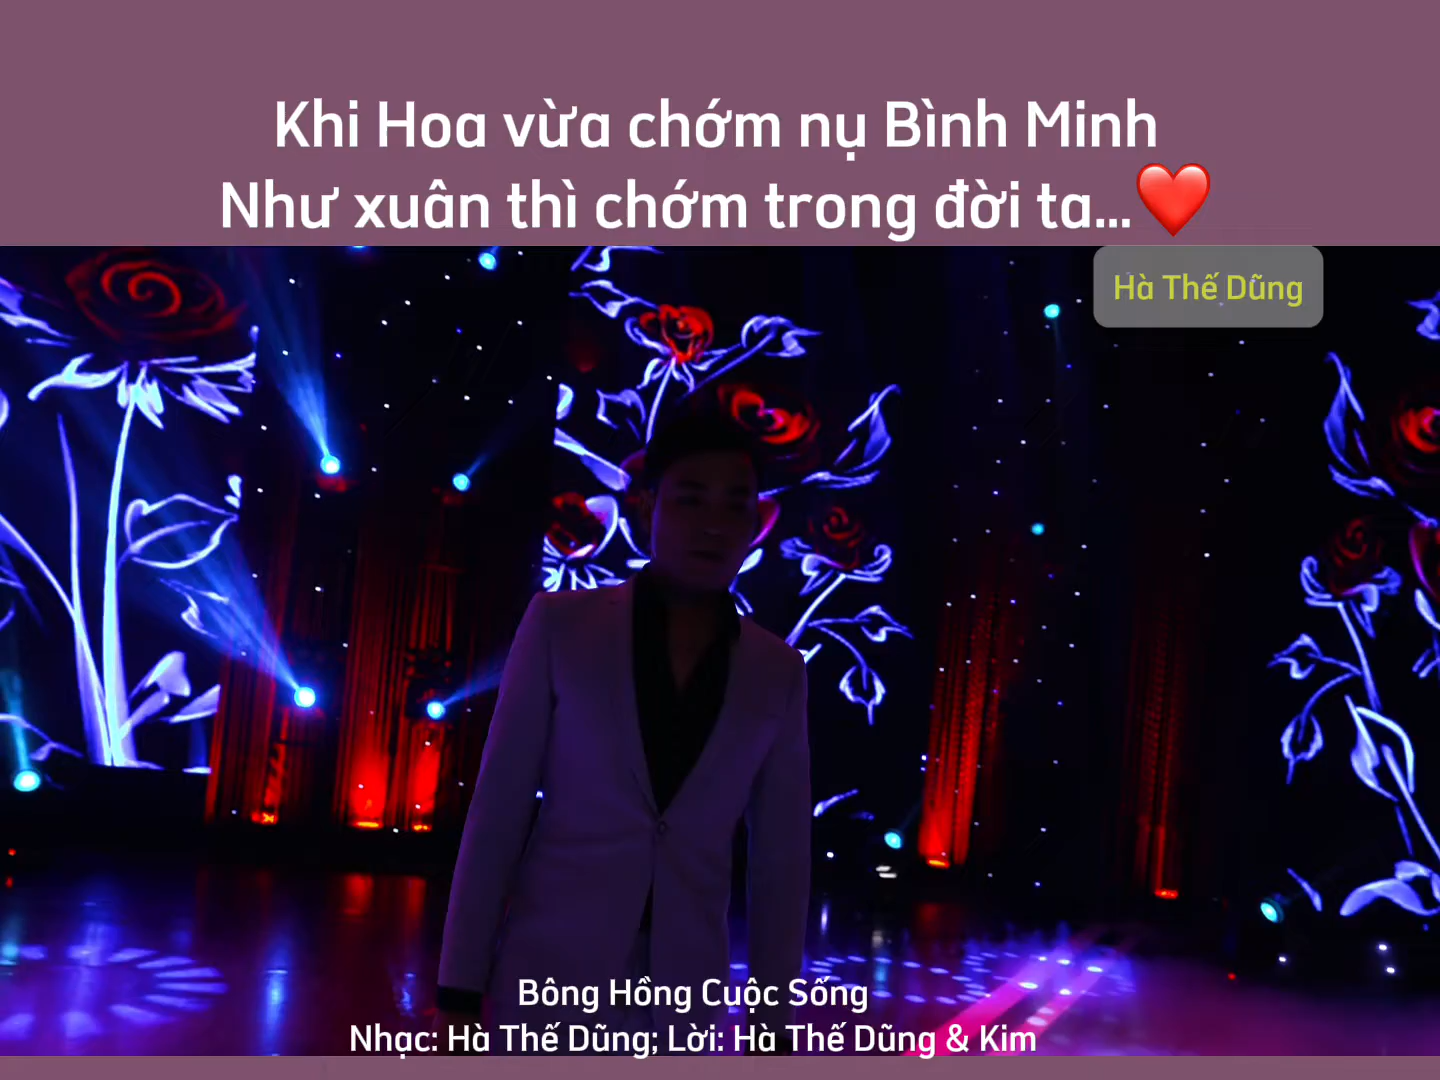 Khi Hoa vừa chớm nụ Bình Minh
Như xuân thì chớm trong đời ta...❤️
Hà Thế Dũng
Bông Hồng Cuộc Sống
Nhạc: Hà Thế Dũng; Lời: Hà Thế Dũng & Kim